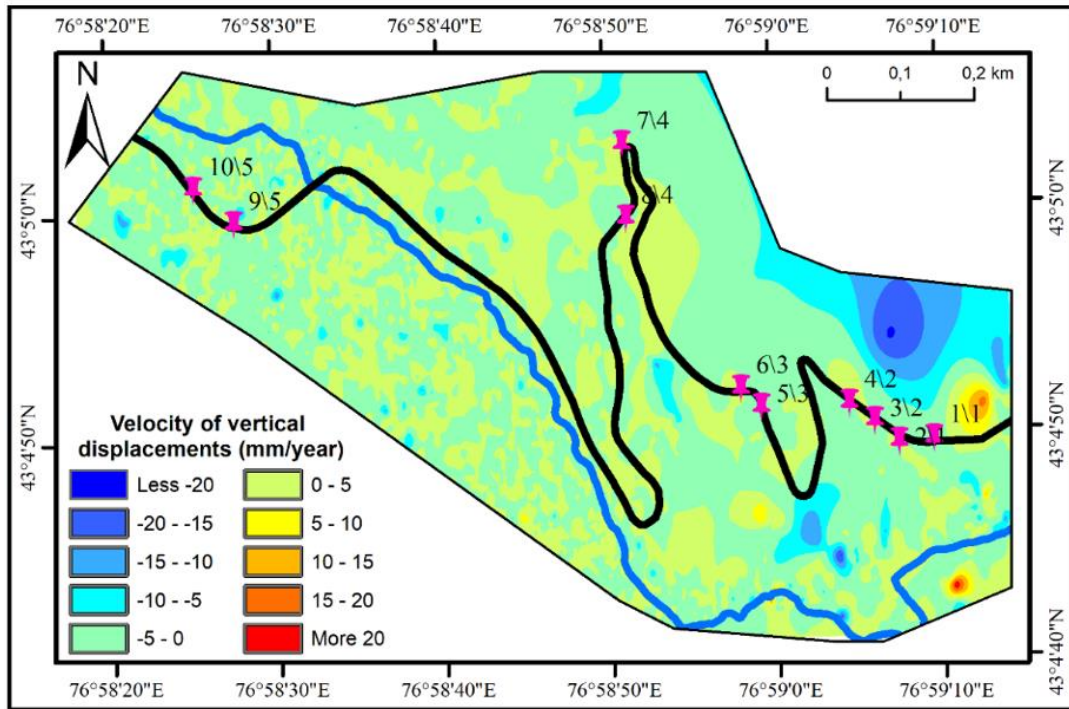 76°58'20"E 76°58'30"E 76°58'40"E 76°58'50"E 76°59'0"E 76°59'10"E
N
0 0,1 0,2 km
7\4
10\5
8\4
9\5
43°5'0"N
43°5'0"N
6\3
4\2
5\3
3\2
1\1
2\1
43°4'50"N
43°4'50"N
Velocity of vertical
displacements (mm/year)
Less -20 0 - 5
-20 - -15 5 - 10
-15 - -10 10 - 15
-10 - -5 15 - 20
-5 - 0 More 20
43°4'40"N
76°58'20"E 76°58'30"E 76°58'40"E 76°58'50"E 76°59'0"E 76°59'10"E